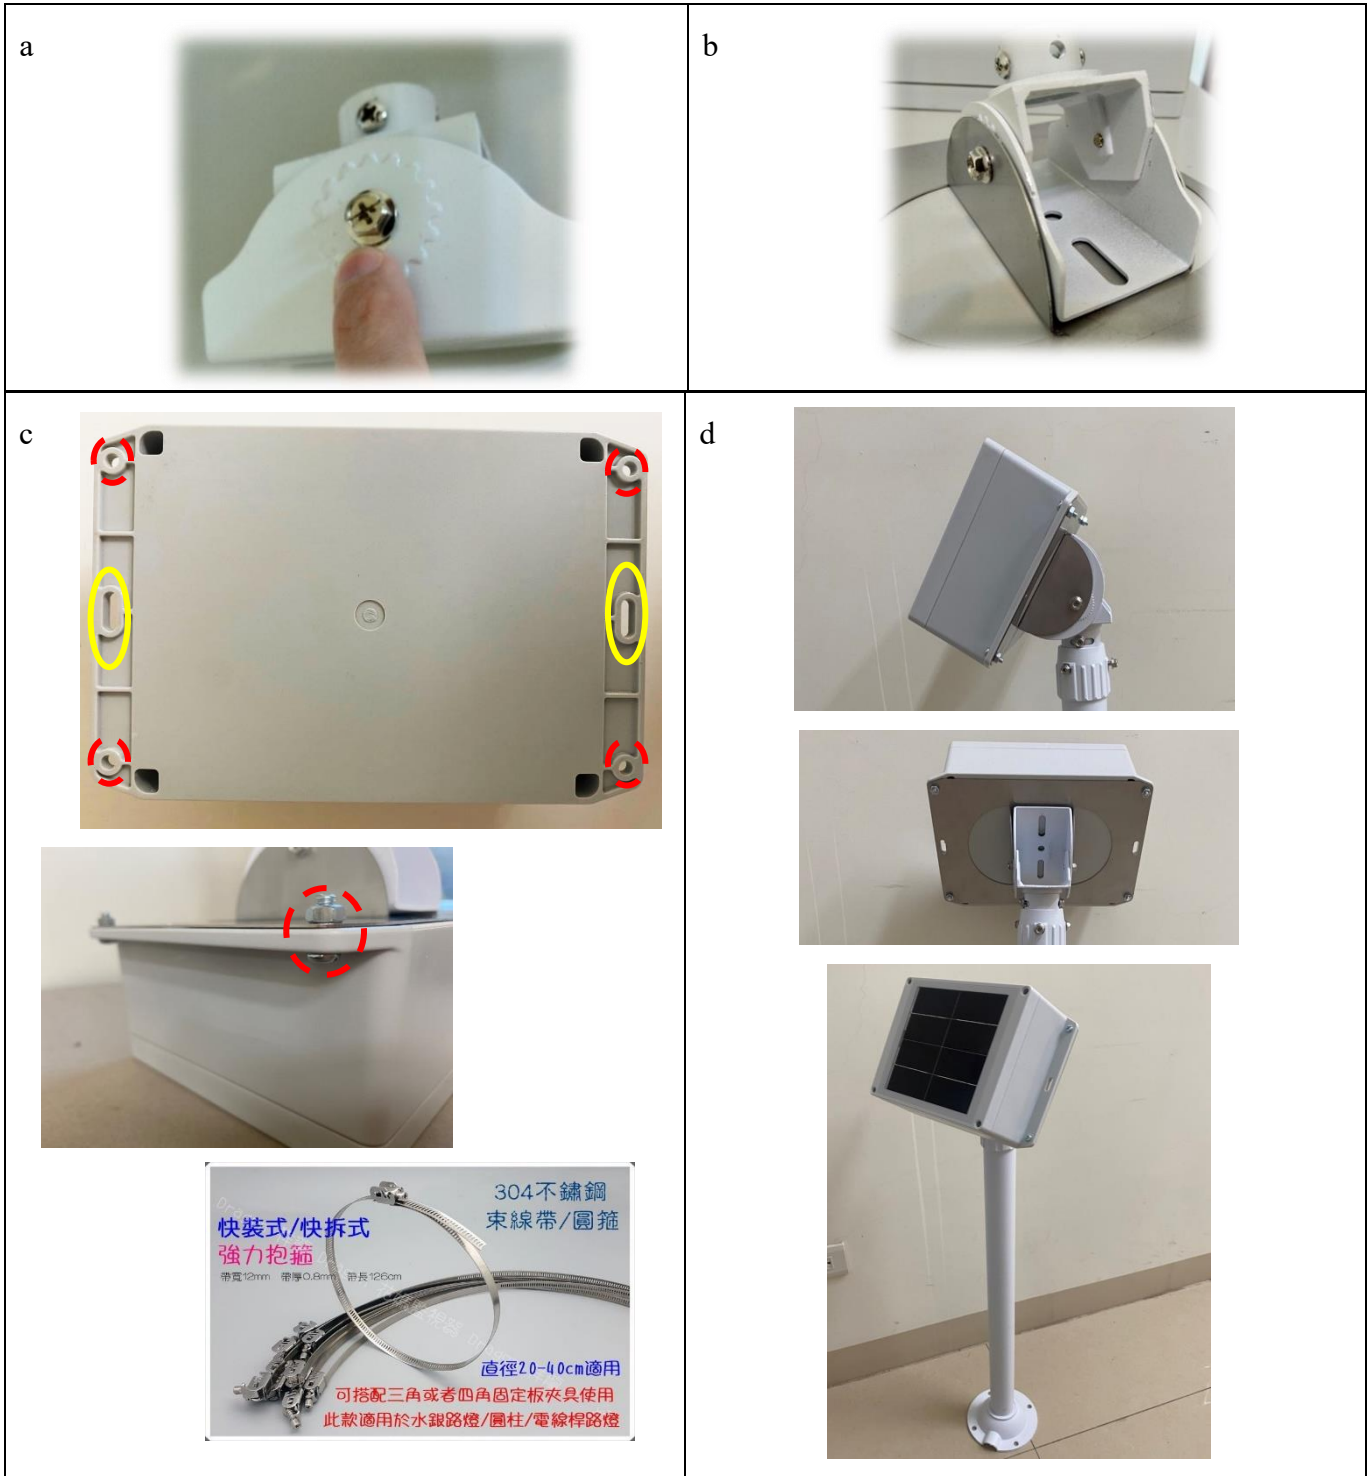 a
b
c
d
304不鏽鋼
束線帶/圓箍
快裝式/快拆式
強力抱箍
帶寬12mm 帶厚0.8mm 帶長126cm
直徑20-40cm適用
可搭配三角或者四角固定板夾具使用
此款適用於水銀路燈/圓柱/電線桿路燈